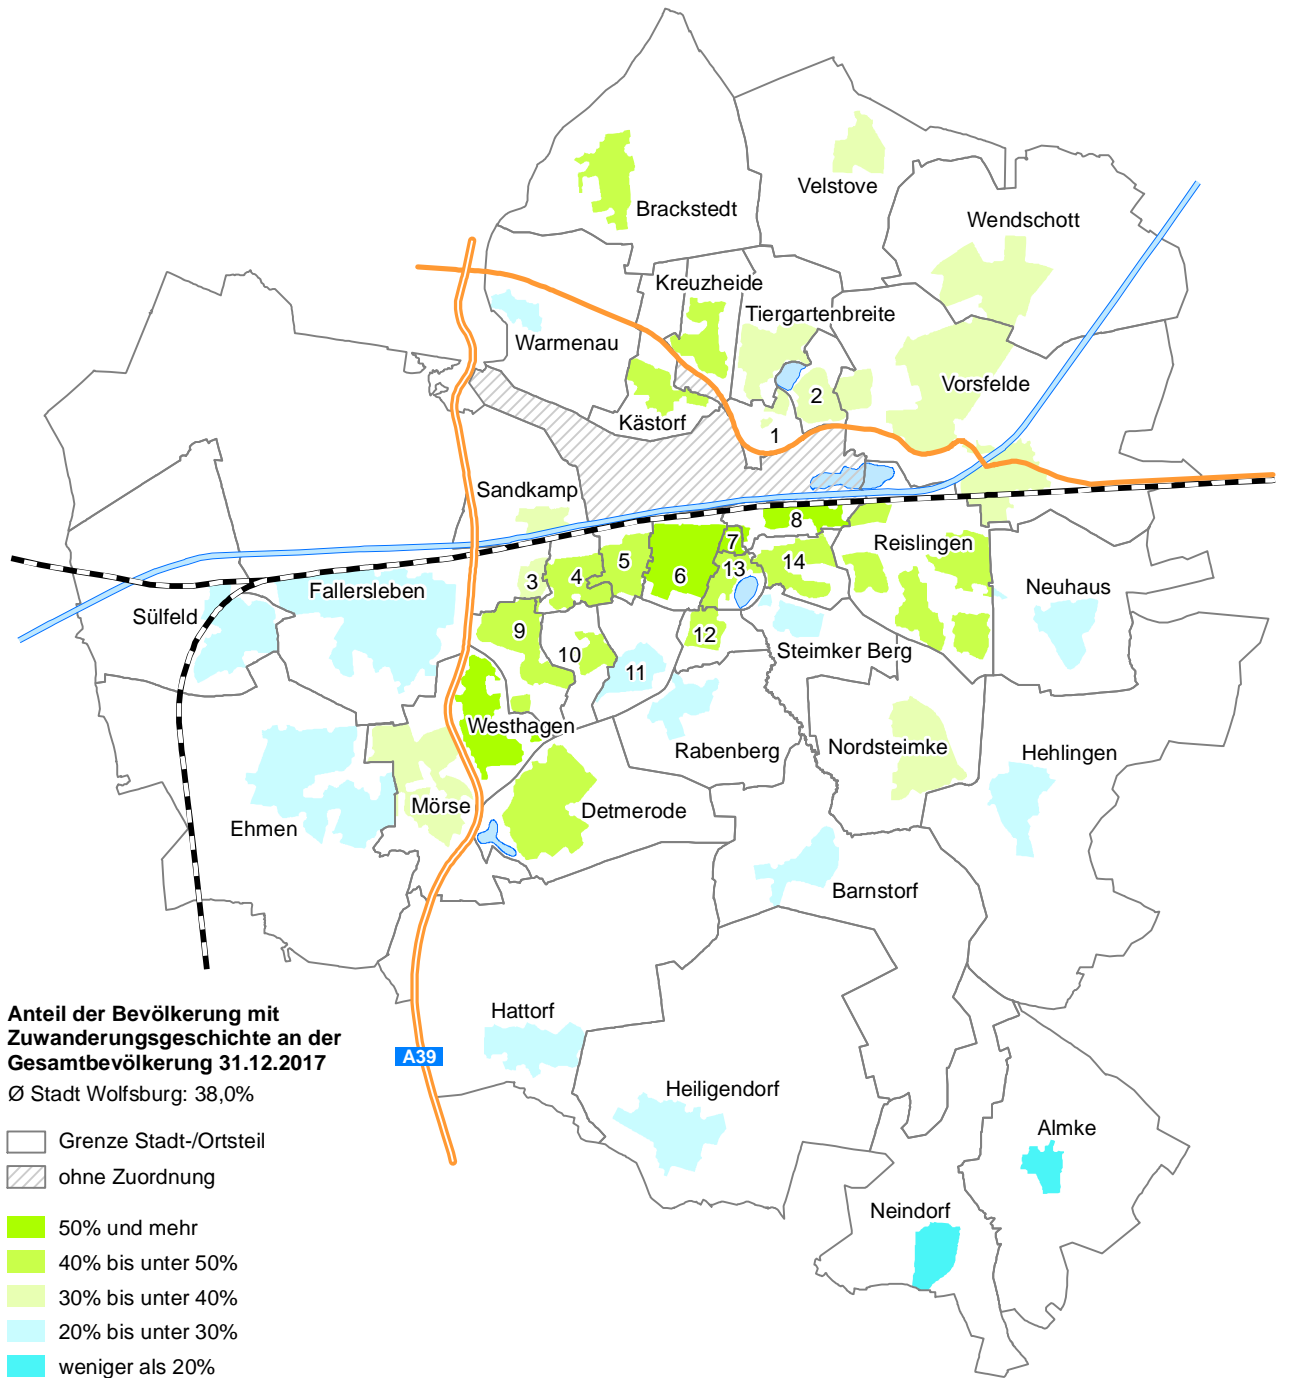 Velstove
Brackstedt
Wendschott
Kreuzheide
Tiergartenbreite
Warmenau
Vorsfelde
2
Kästorf
1
Sandkamp
8
7
Reislingen
5
14
13
4
6
3
Fallersleben
Neuhaus
Sülfeld
9
12
Steimker Berg
10
11
Westhagen
Rabenberg
Nordsteimke
Hehlingen
Mörse
Detmerode
Ehmen
Barnstorf
Hattorf
A39
Heiligendorf
Almke
Neindorf
Anteil der Bevölkerung mit
Zuwanderungsgeschichte an der
Gesamtbevölkerung 31.12.2017
Ø Stadt Wolfsburg: 38,0%
Grenze Stadt-/Ortsteil
ohne Zuordnung
50% und mehr
40% bis unter 50%
30% bis unter 40%
20% bis unter 30%
weniger als 20%